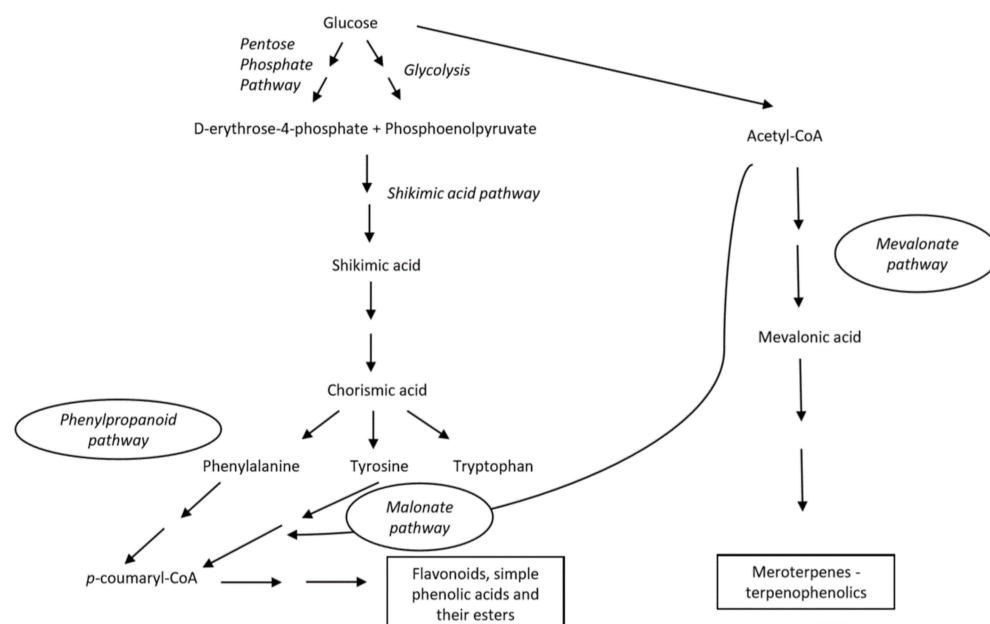 Glucose
Pentose
Phosphate
Pathway
Glycolysis
D-erythrose-4-phosphate + Phosphoenolpyruvate
Acetyl-CoA
Shikimic acid pathway
Mevalonate
pathway
Shikimic acid
Mevalonic acid
Chorismic acid
Phenylpropanoid
pathway
Phenylalanine
Tyrosine
Tryptophan
Malonate
pathway
p-coumaryl-CoA
Flavonoids, simple
phenolic acids and
their esters
Meroterpenes -
terpenophenolics